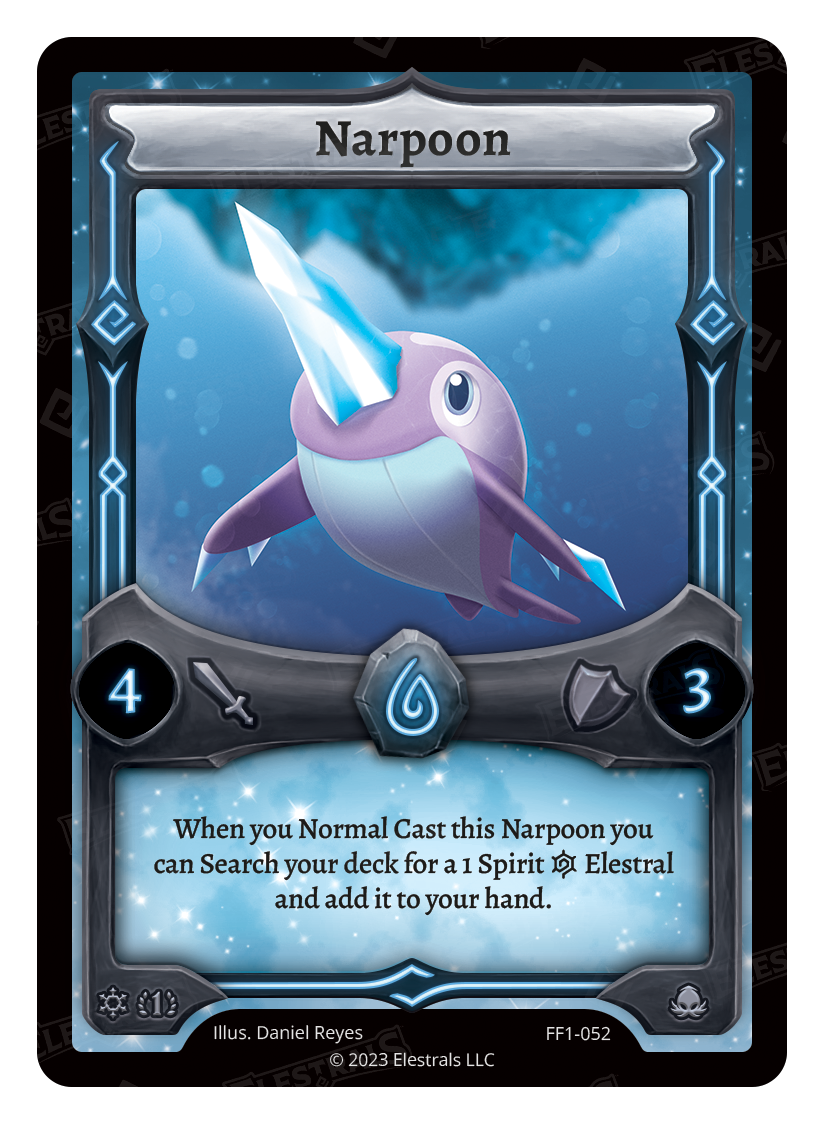 Narpoon
4
3
When you Normal Cast this Narpoon you
can Search your deck for a 1 Spirit Elestral
and add it to your hand.
1
Illus. Daniel Reyes
FF1-052
© 2023 Elestrals LLC